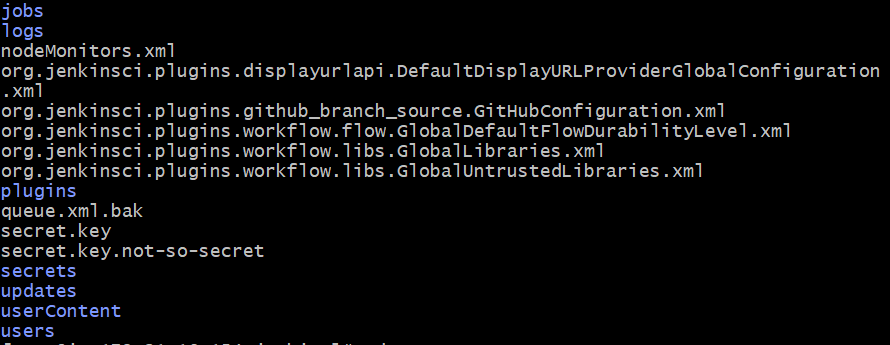 jobs
logs
nodeMonitors.xml
org.jenkinsci.plugins.displayurlapi.DefaultDisplayURLProviderGlobalConfiguration
.xml
org.jenkinsci.plugins.github_branch_source.GitHubConfiguration.xml
org.jenkinsci.plugins.workflow.flow.GlobalDefaultFlowDurabilityLevel.xml
org.jenkinsci.plugins.workflow.libs.GlobalLibraries.xml
org.jenkinsci.plugins.workflow.libs.GlobalUntrustedLibraries.xml
plugins
queue.xml.bak
secret.key
secret.key.not-so-secret
secrets
updates
userContent
users